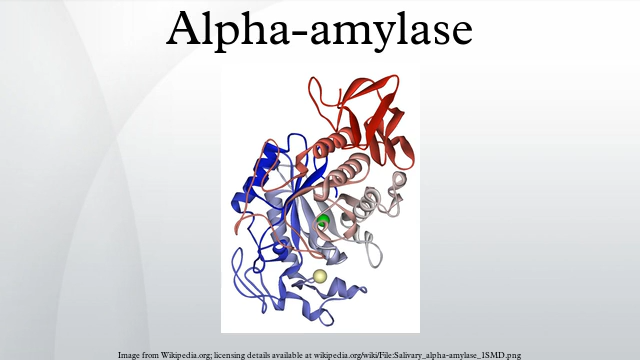 Alpha-amylase
Image from Wikipedia.org; licensing details available at wikipedia.org/wiki/File:Salivary_alpha-amylase_1SMD.png